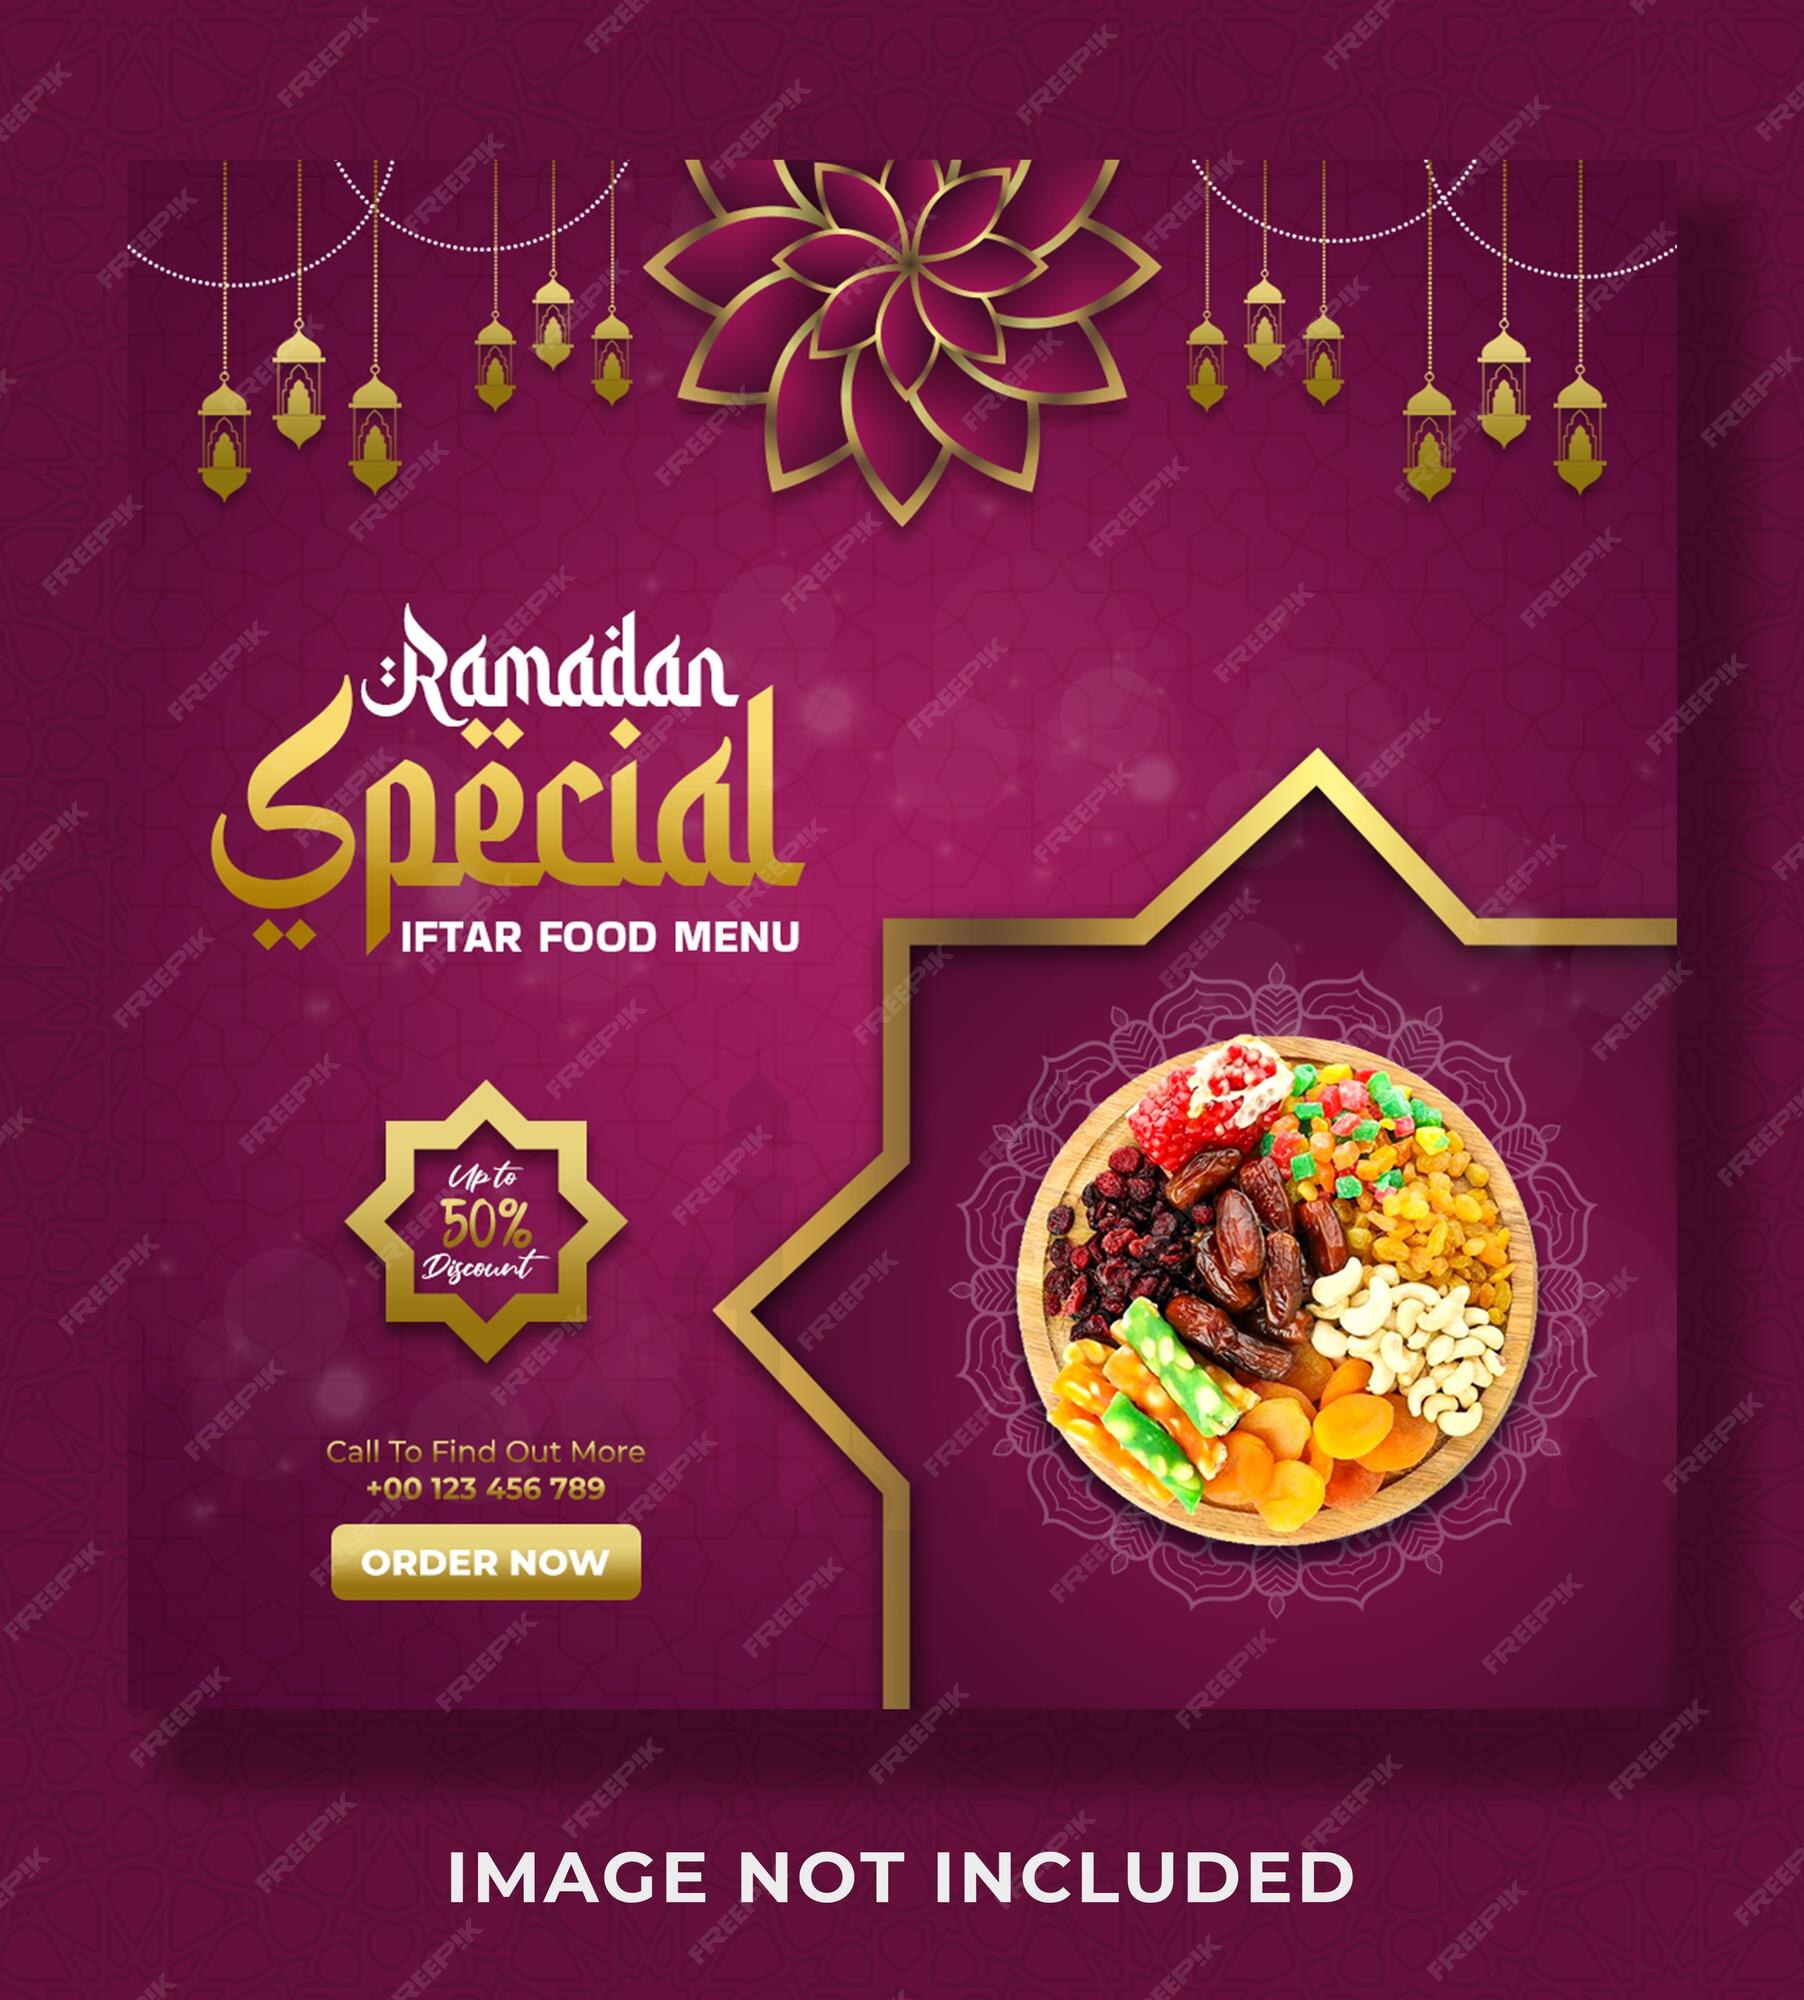 Ramadan
Special
IFTAR FOOD MENU
Up to
50%
Discount
Call To Find Out More
+00 123 456 789
ORDER NOW
IMAGE NOT INCLUDED
FREEPIK